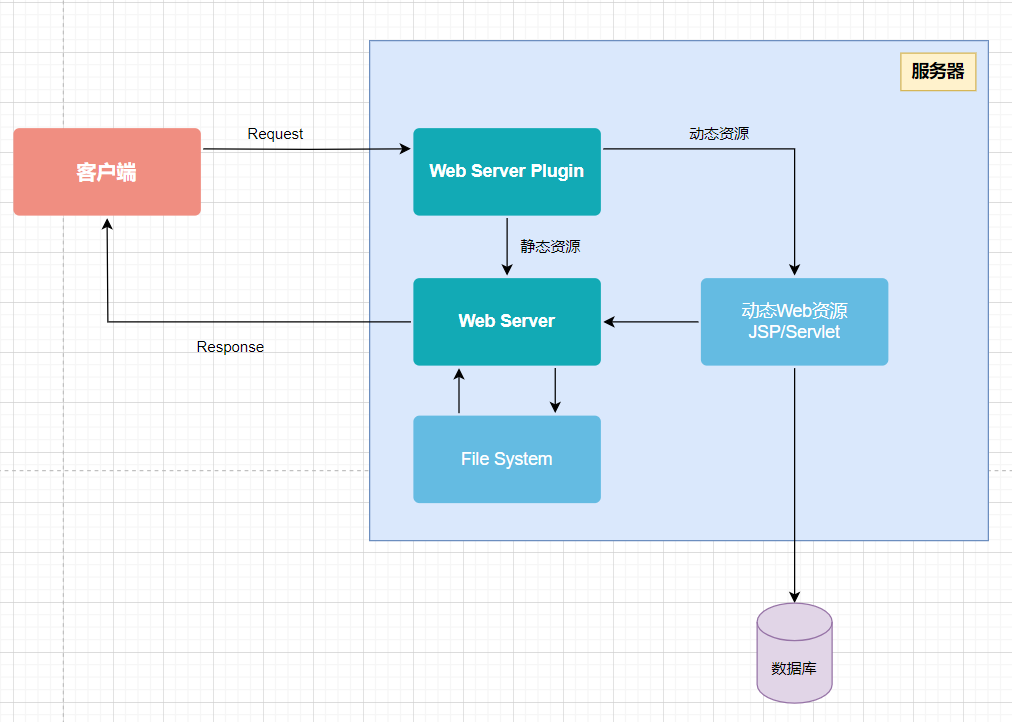 服务器
Request
动态资源
客户端
Web Server Plugin
静态资源
Web Server
动态Web资源
JSP/Servlet
Response
File System
数据库